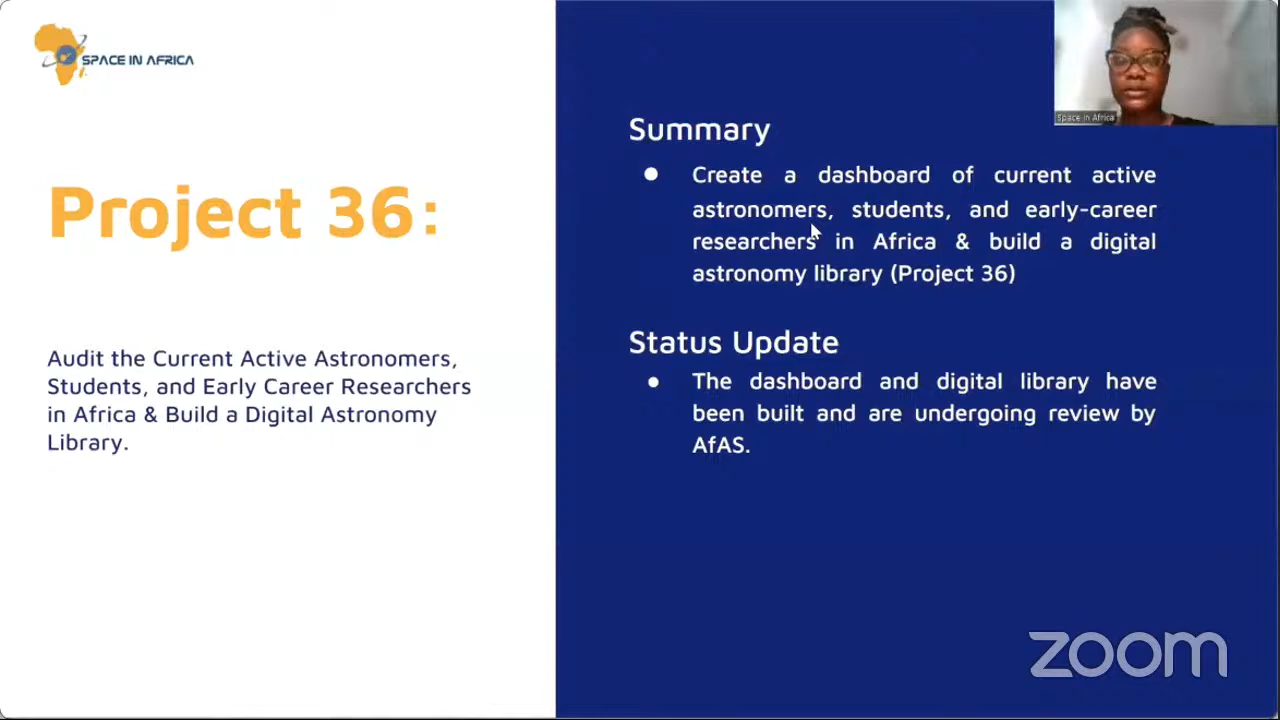 SPACE IN AFRICA
Project 36:
Audit the Current Active Astronomers,
Students, and Early Career Researchers
in Africa & Build a Digital Astronomy
Library.
Summary
● Create a dashboard of current active
astronomers, students, and early-career
researchers in Africa & build a digital
astronomy library (Project 36)
Status Update
● The dashboard and digital library have
been built and are undergoing review by
AfAS.
Space in Africa
zoom